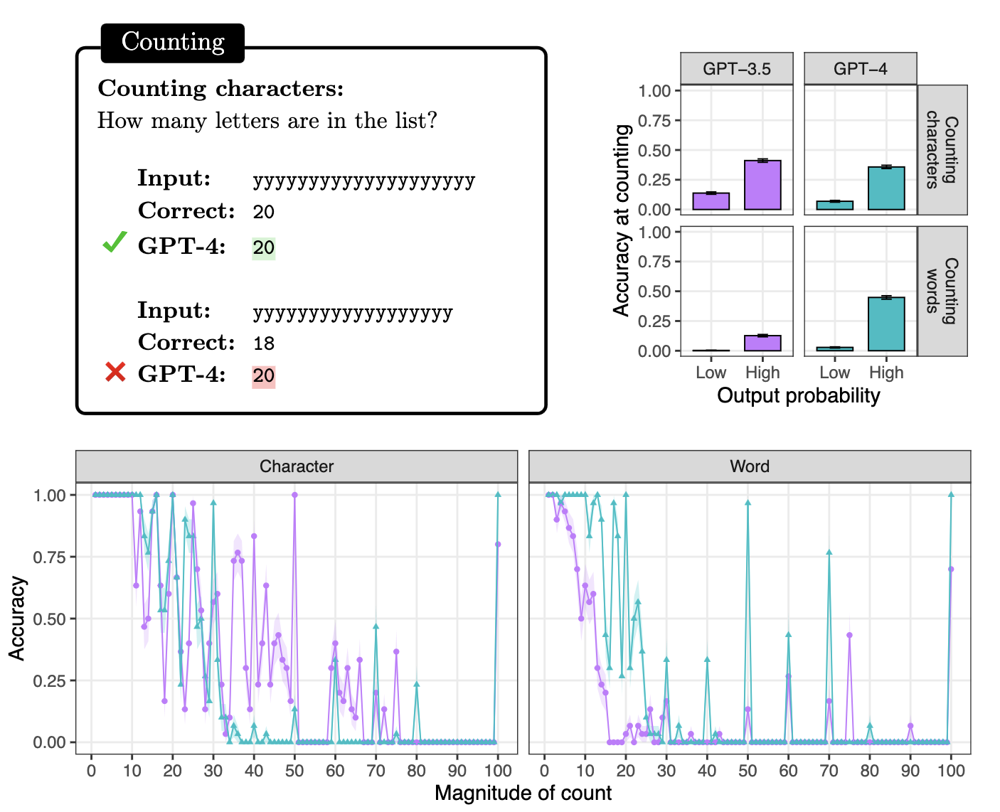 Counting
Counting characters:
How many letters are in the list?
Input: yyyyyyyyyyyyyyyyyyyy
Correct: 20
GPT-4: 20
Input: yyyyyyyyyyyyyyyyyy
Correct: 18
GPT-4: 20
GPT−3.5 GPT−4
Accuracy at counting
1.00
0.75
0.50
0.25
0.00
Counting
characters
1.00
0.75
0.50
0.25
0.00
Counting
words
Low High Low High
Output probability
Character Word
Accuracy
1.00
0.75
0.50
0.25
0.00
0 10 20 30 40 50 60 70 80 90 100 0 10 20 30 40 50 60 70 80 90 100
Magnitude of count